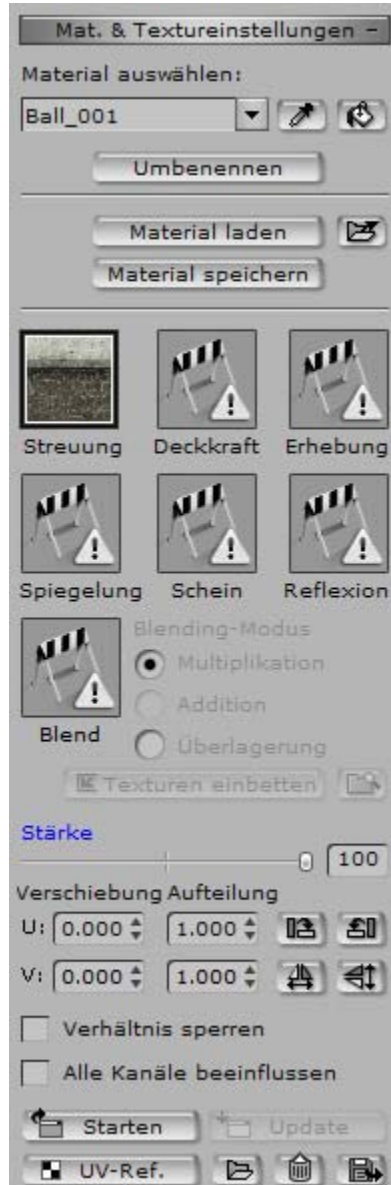 Mat. & Textureinstellungen –
Material auswählen:
Ball_001
Umbenennen
Material laden
Material speichern
Streuung Deckkraft Erhebung
Spiegelung Schein Reflexion
Blending-Modus
Multiplikation
Addition
Blend
Überlagerung
Texturen einbetten
Stärke
100
Verschiebung Aufteilung
U: 0.000 1.000
V: 0.000 1.000
Verhältnis sperren
Alle Kanäle beeinflussen
Starten Update
UV-Ref.